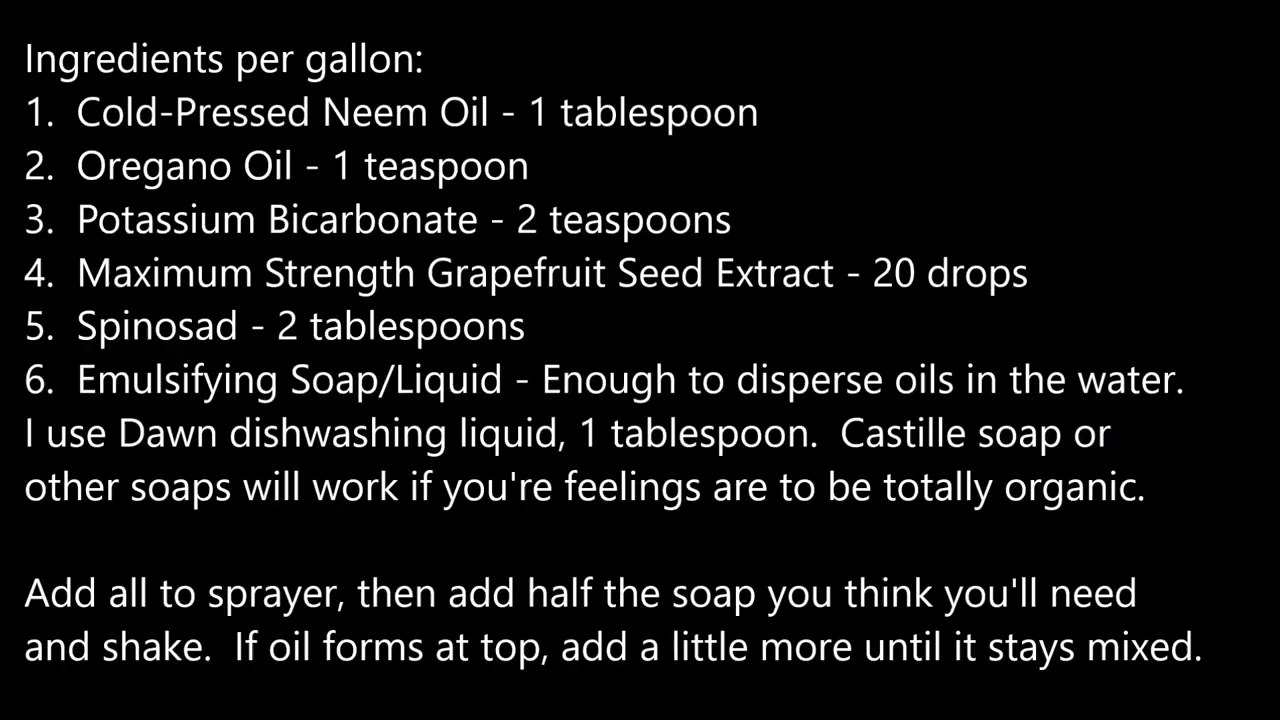 Ingredients per gallon:
1.  Cold-Pressed Neem Oil - 1 tablespoon
2.  Oregano Oil - 1 teaspoon
3.  Potassium Bicarbonate - 2 teaspoons
4.  Maximum Strength Grapefruit Seed Extract - 20 drops
5.  Spinosad - 2 tablespoons
6.  Emulsifying Soap/Liquid - Enough to disperse oils in the water.
I use Dawn dishwashing liquid, 1 tablespoon.  Castille soap or
other soaps will work if you're feelings are to be totally organic.

Add all to sprayer, then add half the soap you think you'll need
and shake.  If oil forms at top, add a little more until it stays mixed.